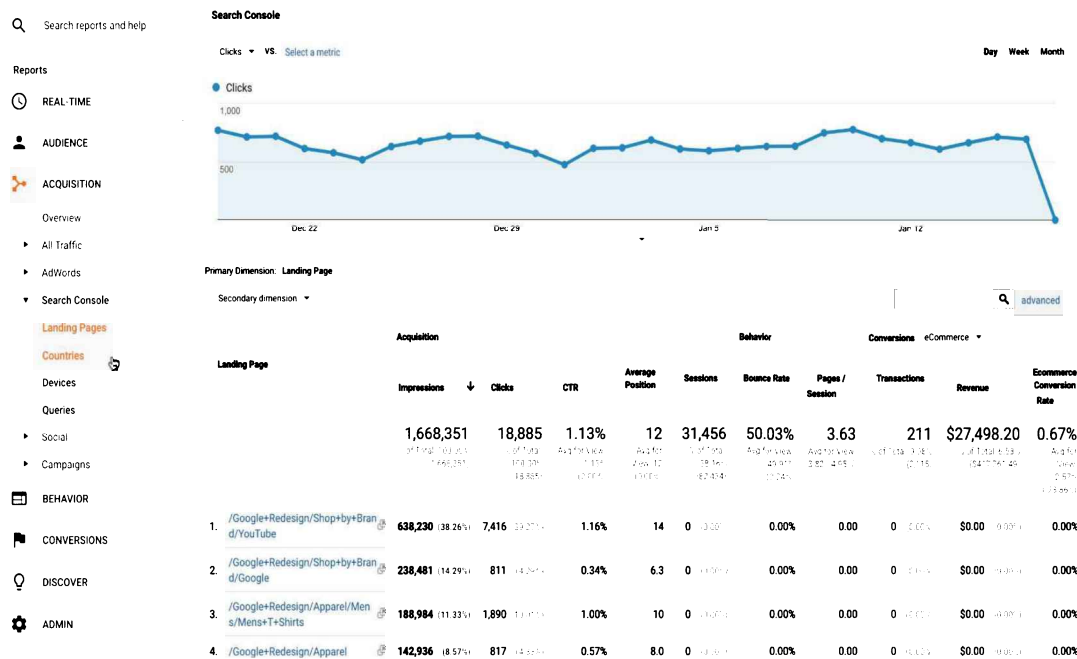 Search reports and help
Reports
REAL-TIME
AUDIENCE
ACQUISITION
Overview
All Traffic
AdWords
Search Console
Landing Pages
Countries
Devices
Queries
Social
Campaigns
BEHAVIOR
CONVERSIONS
DISCOVER
ADMIN
Search Console
Clicks VS. Select a metric
Day Week Month
Clicks
1,000
500
Dec 22 Dec 29 Jan 5 Jan 12
Primary Dimension: Landing Page
Secondary dimension
advanced
Acquisition Behavior Conversions eCommerce
Landing Page
Impressions Clicks CTR Average Position Sessions Bounce Rate Pages / Session Transactions Revenue Ecommerce Conversion Rate
1,668,351 18,885 1.13% 12 31,456 50.03% 3.63 211 $27,498.20 0.67%
1. /Google+Redesign/Shop+by+Bran
d/YouTube
638,230 (38.26%) 7,416 1.16% 14 0 0.00% 0.00 0 $0.00 0.00%
2. /Google+Redesign/Shop+by+Bran
d/Google
238,481 (14.29%) 811 0.34% 6.3 0 0.00% 0.00 0 $0.00 0.00%
3. /Google+Redesign/Apparel/Men
s/Mens+T+Shirts
188,984 (11.33%) 1,890 1.00% 10 0 0.00% 0.00 0 $0.00 0.00%
4. /Google+Redesign/Apparel
142,936 (8.57%) 817 0.57% 8.0 0 0.00% 0.00 0 $0.00 0.00%